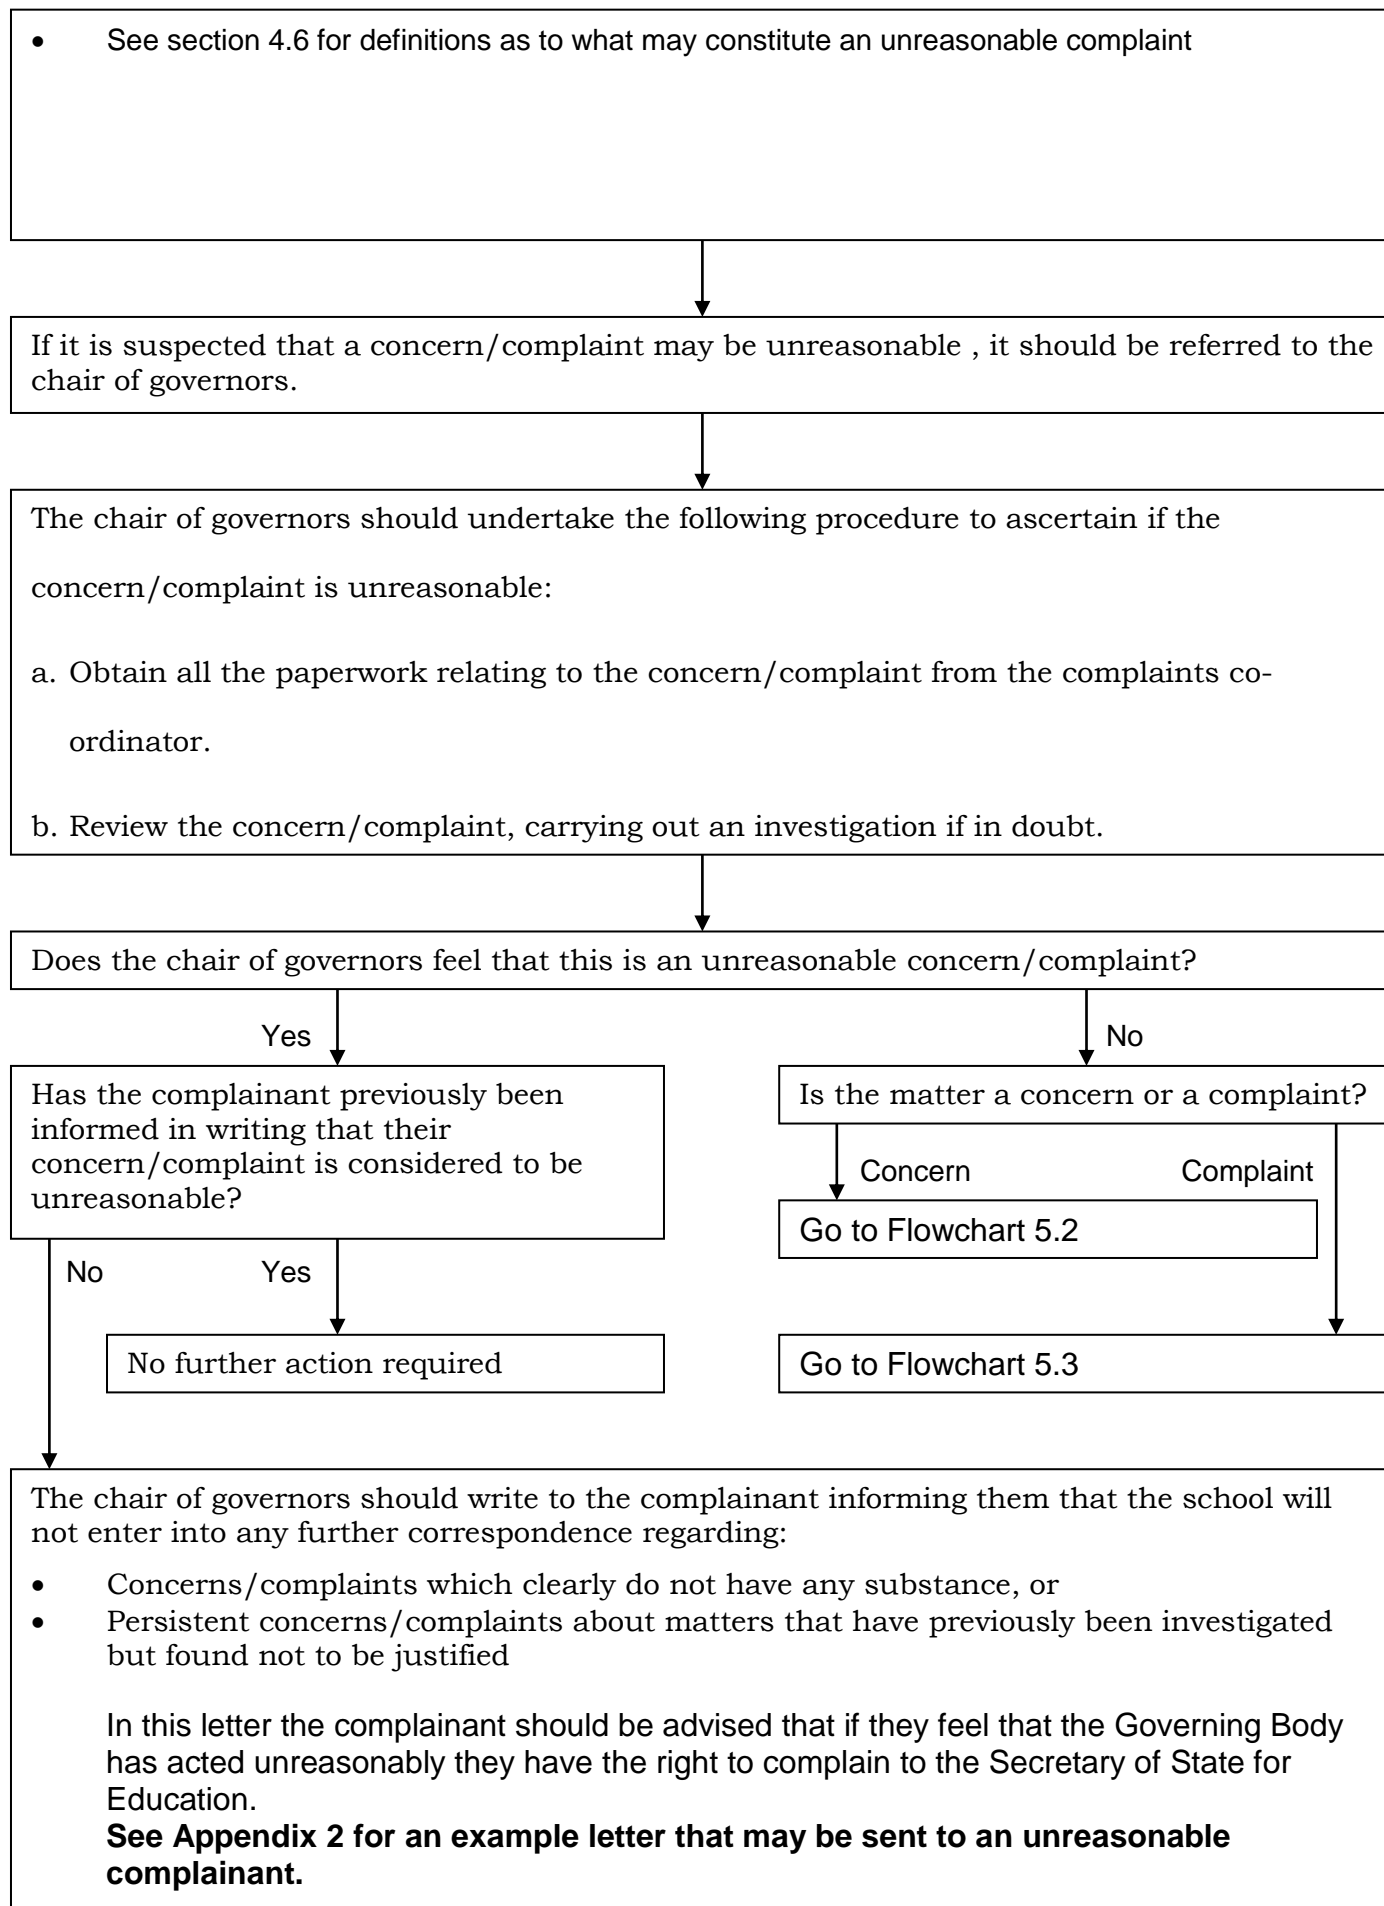 • See section 4.6 for definitions as to what may constitute an unreasonable complaint
If it is suspected that a concern/complaint may be unreasonable , it should be referred to the
chair of governors.
The chair of governors should undertake the following procedure to ascertain if the
concern/complaint is unreasonable:
a. Obtain all the paperwork relating to the concern/complaint from the complaints co-
ordinator.
b. Review the concern/complaint, carrying out an investigation if in doubt.
Does the chair of governors feel that this is an unreasonable concern/complaint?
Yes
No
Has the complainant previously been
informed in writing that their
concern/complaint is considered to be
unreasonable?
Is the matter a concern or a complaint?
Concern
Complaint
Go to Flowchart 5.2
No
Yes
No further action required
Go to Flowchart 5.3
The chair of governors should write to the complainant informing them that the school will
not enter into any further correspondence regarding:
• Concerns/complaints which clearly do not have any substance, or
• Persistent concerns/complaints about matters that have previously been investigated
but found not to be justified
In this letter the complainant should be advised that if they feel that the Governing Body
has acted unreasonably they have the right to complain to the Secretary of State for
Education.
See Appendix 2 for an example letter that may be sent to an unreasonable
complainant.